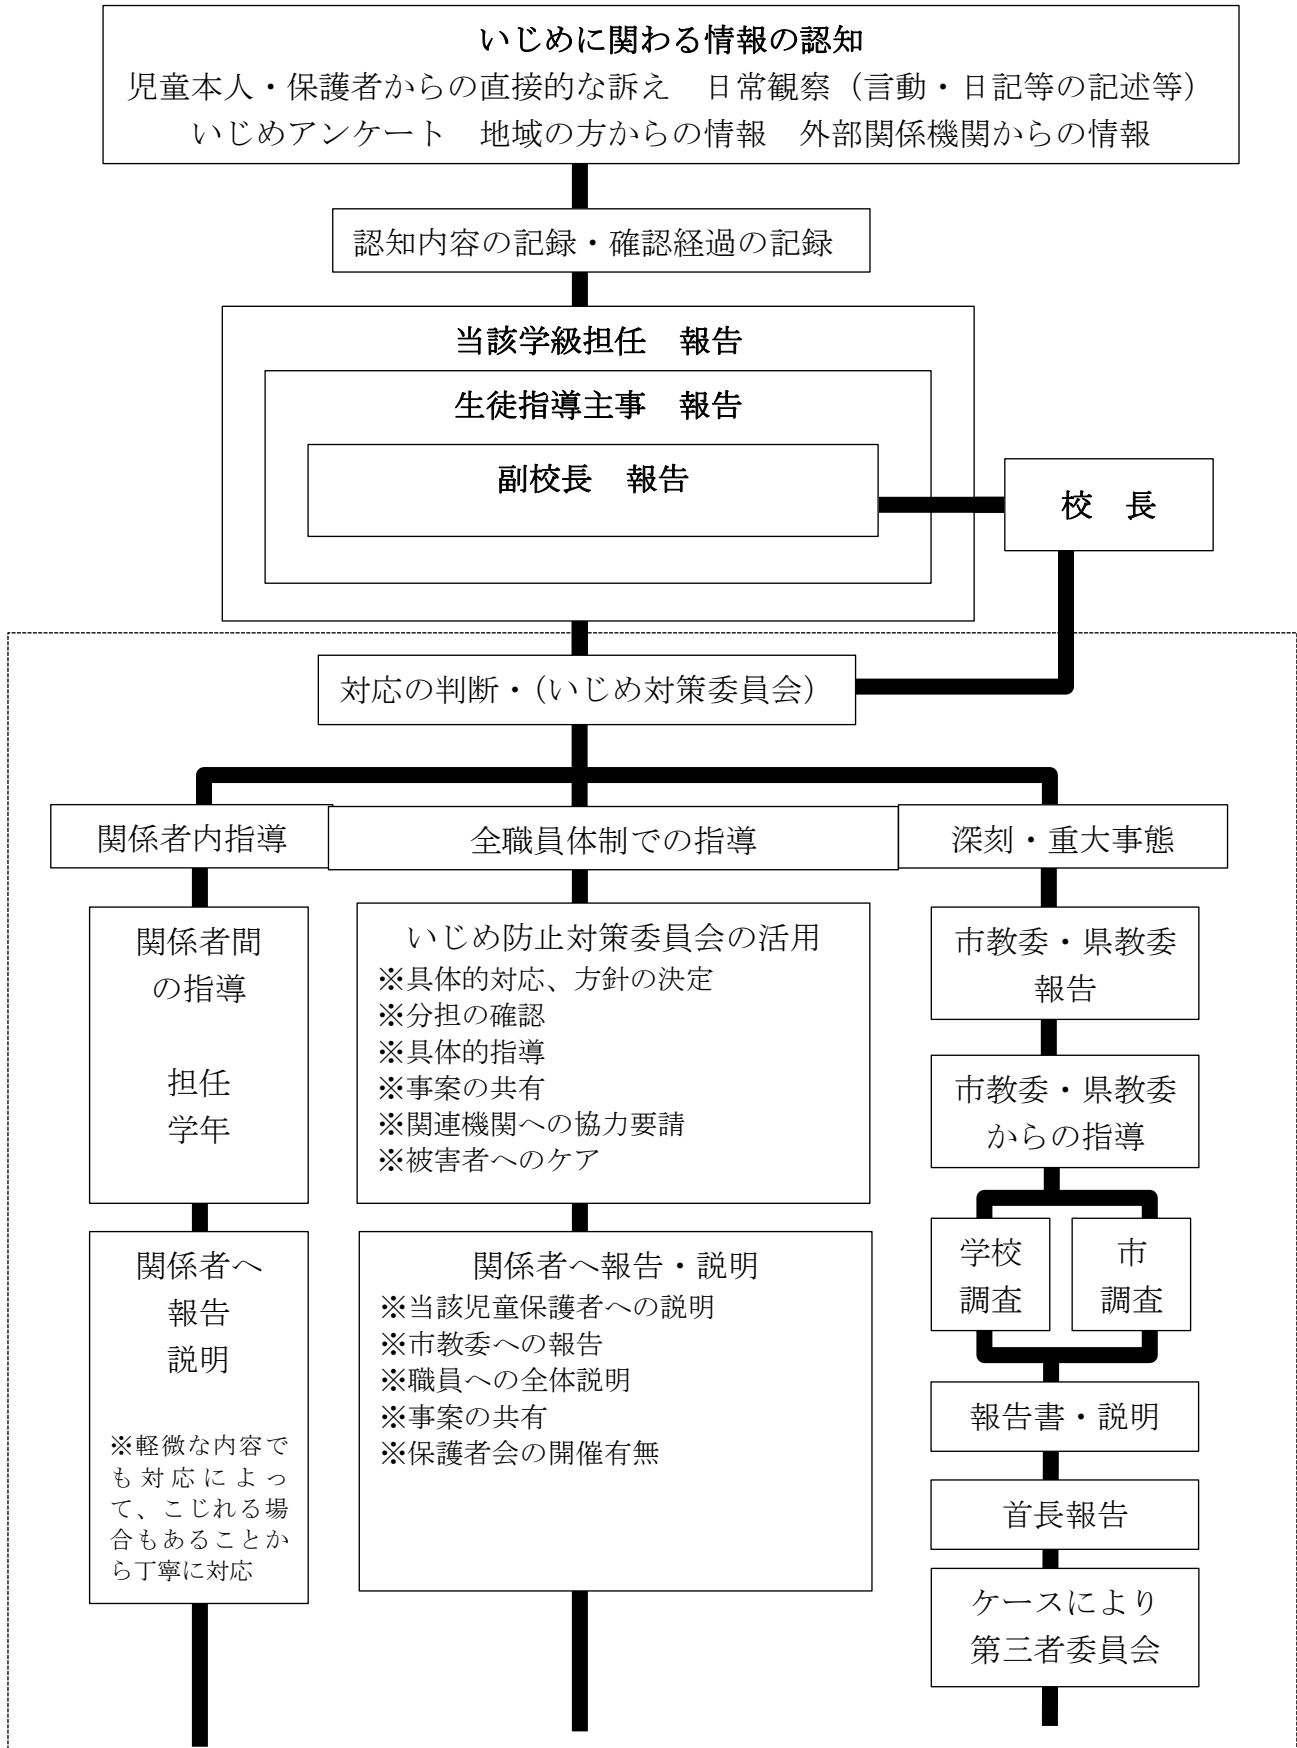 いじめに関わる情報の認知
児童本人・保護者からの直接的な訴え　日常観察（言動・日記等の記述等）
いじめアンケート　地域の方からの情報　外部関係機関からの情報
認知内容の記録・確認経過の記録
当該学級担任　報告
生徒指導主事　報告
副校長　報告
校　長
対応の判断・（いじめ対策委員会）
関係者内指導
全職員体制での指導
深刻・重大事態
関係者間
の指導
担任
学年
関係者へ
報告
説明
※軽微な内容で
も対応によっ
て、こじれる場
合もあることか
ら丁寧に対応
いじめ防止対策委員会の活用
※具体的対応、方針の決定
※分担の確認
※具体的指導
※事案の共有
※関連機関への協力要請
※被害者へのケア
関係者へ報告・説明
※当該児童保護者への説明
※市教委への報告
※職員への全体説明
※事案の共有
※保護者会の開催有無
市教委・県教委
報告
市教委・県教委
からの指導
学校
調査
市
調査
報告書・説明
首長報告
ケースにより
第三者委員会